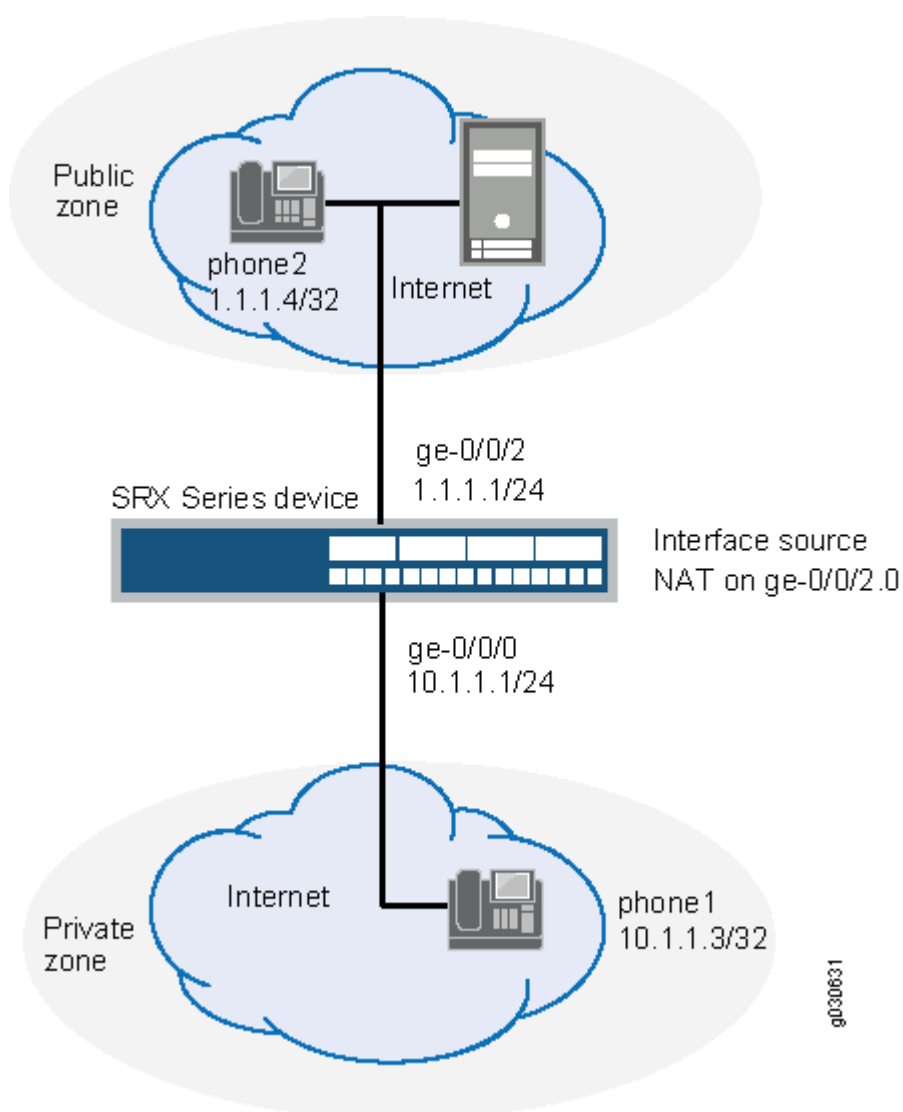 Public
zone
phone2
1.1.1.4/32
Internet
ge-0/0/2
1.1.1.1/24
SRX Series device
Interface source
NAT on ge-0/0/2.0
ge-0/0/0
10.1.1.1/24
Internet
phone1
10.1.1.3/32
Private
zone
g030631